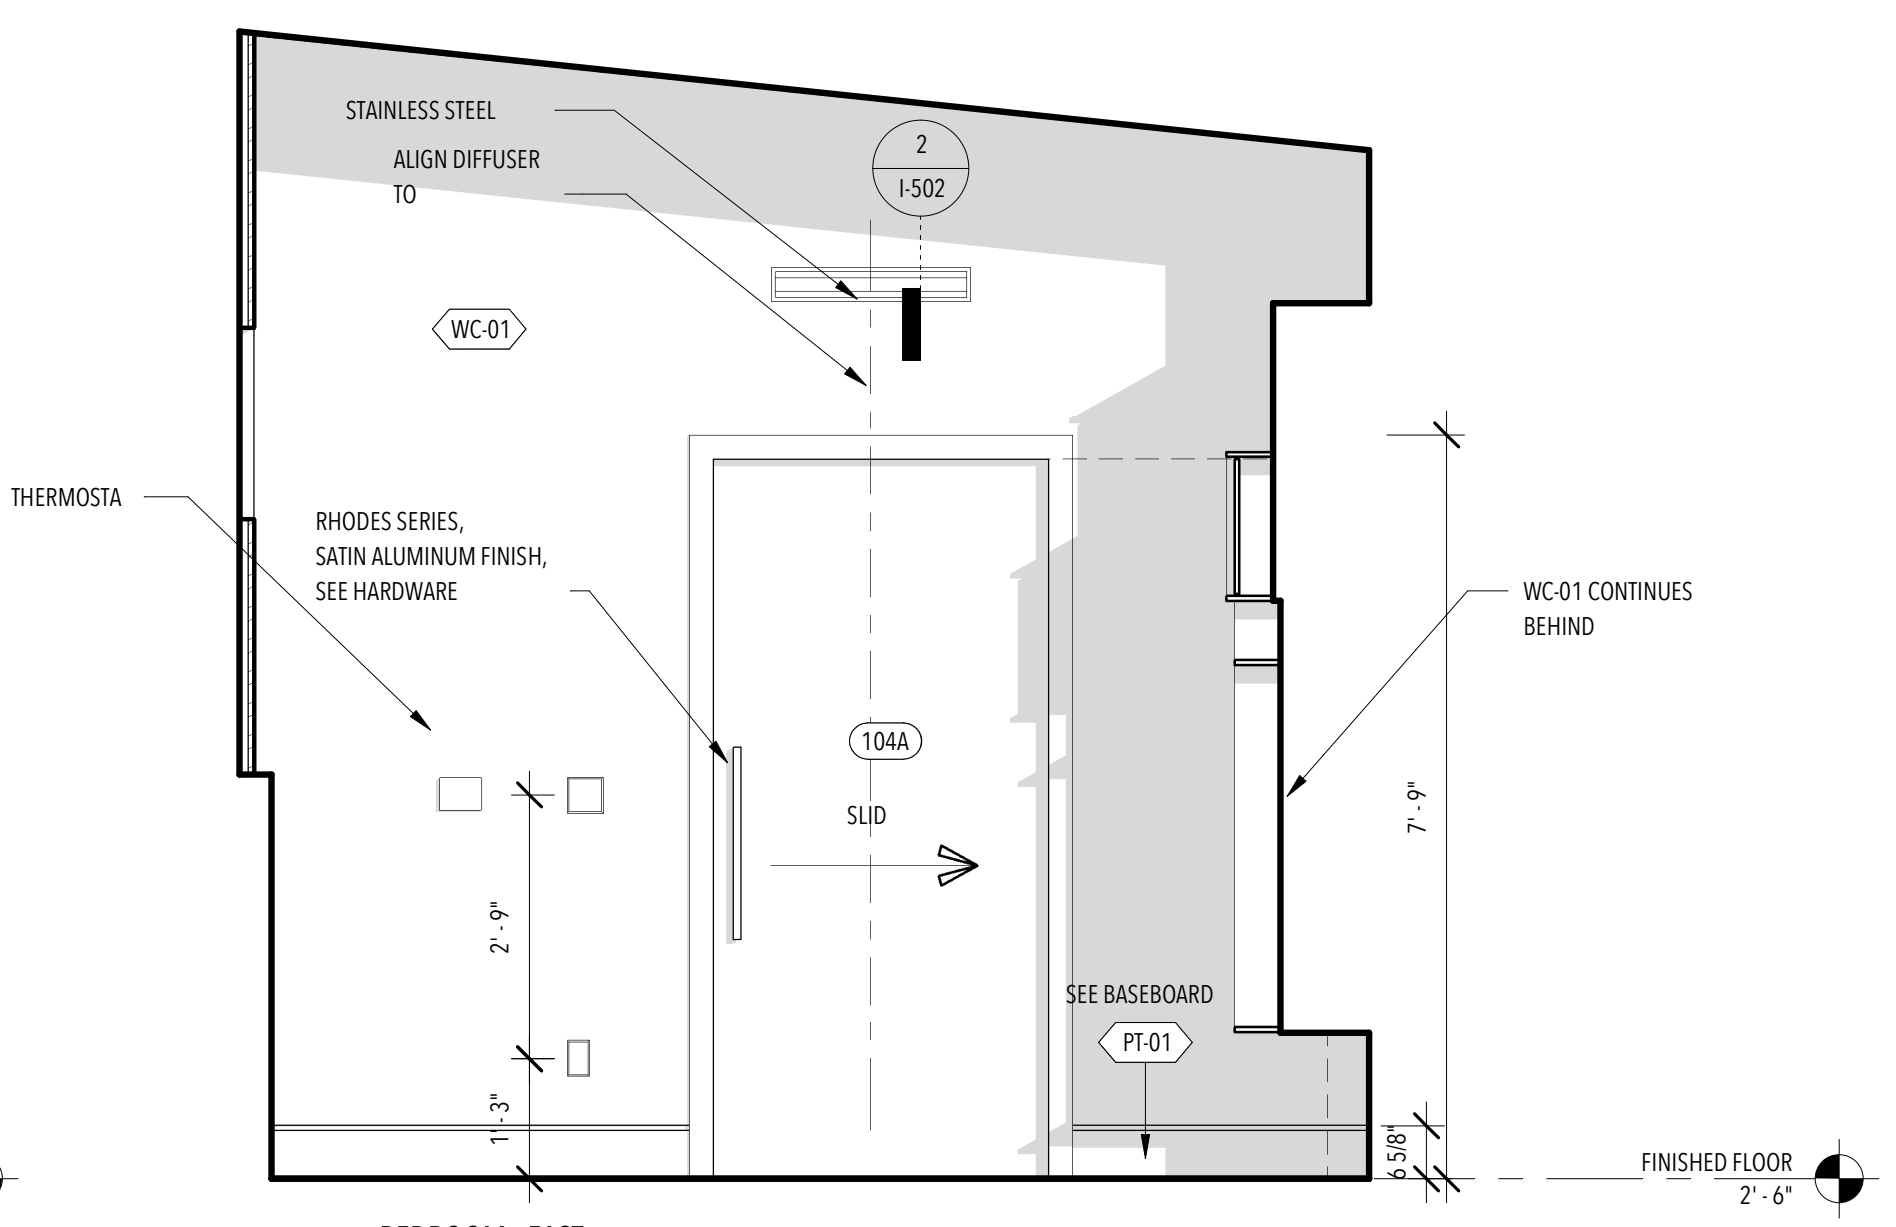 STAINLESS STEEL
ALIGN DIFFUSER
TO
2
I-502
WC-01
THERMOSTA
RHODES SERIES,
SATIN ALUMINUM FINISH,
SEE HARDWARE
WC-01 CONTINUES
BEHIND
104A
SLID
7' - 9"
2' - 9"
SEE BASEBOARD
PT-01
1' - 3"
6 5/8"
FINISHED FLOOR
2' - 6"